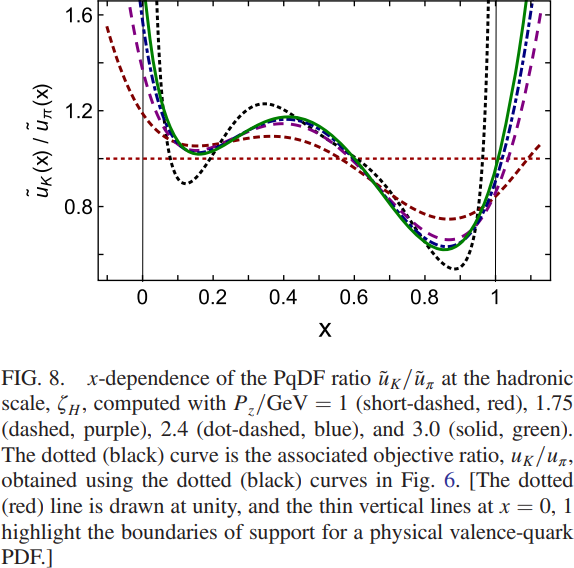 1.6
1.2
0.8
ũ_K(x) / ũ_π(x)
0 0.2 0.4 0.6 0.8 1
x
FIG. 8. x-dependence of the PqDF ratio ũ_K/ũ_π at the hadronic
scale, ζ_H, computed with P_z/GeV = 1 (short-dashed, red), 1.75
(dashed, purple), 2.4 (dot-dashed, blue), and 3.0 (solid, green).
The dotted (black) curve is the associated objective ratio, u_K/u_π,
obtained using the dotted (black) curves in Fig. 6. [The dotted
(red) line is drawn at unity, and the thin vertical lines at x = 0, 1
highlight the boundaries of support for a physical valence-quark
PDF.]